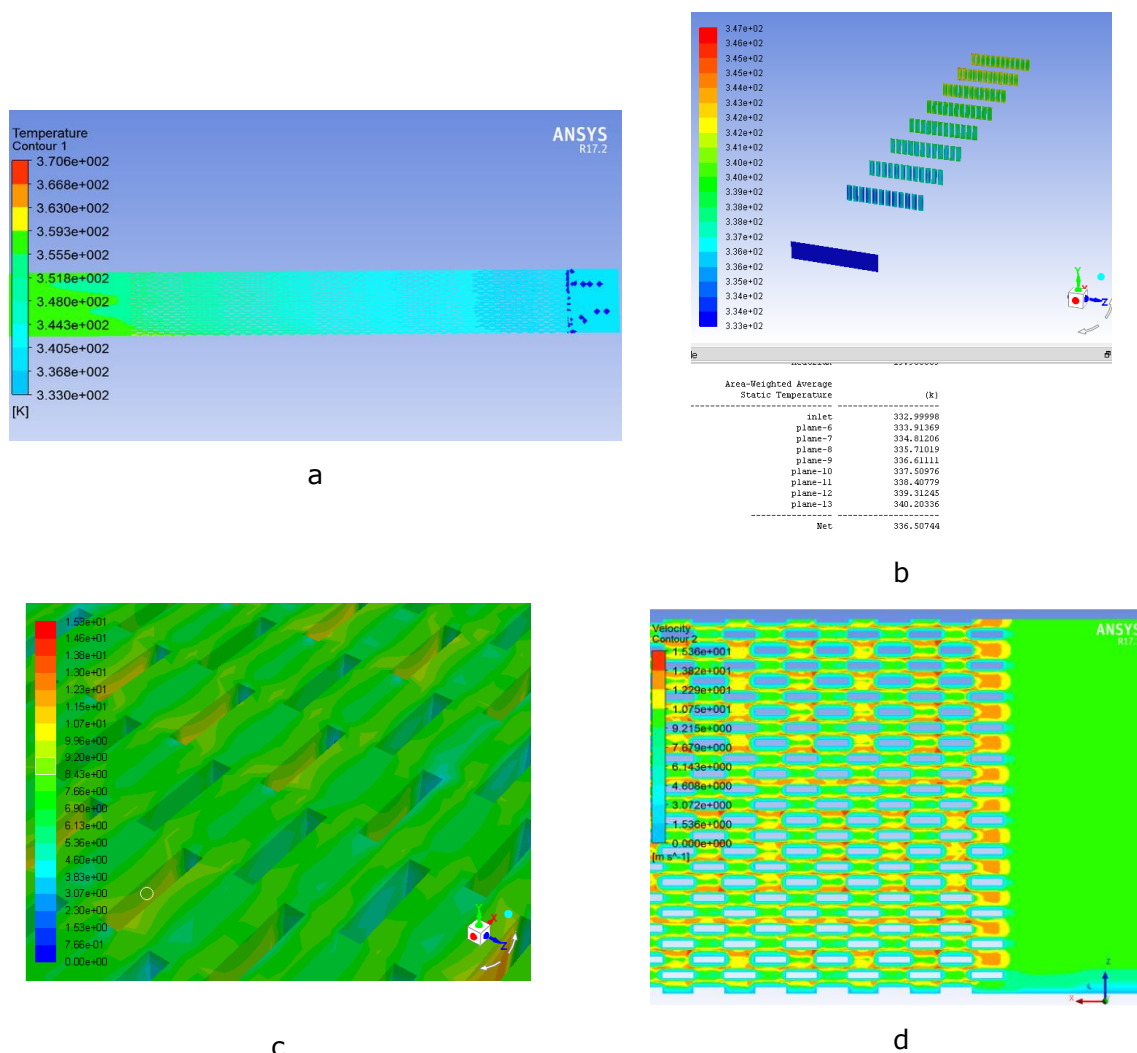 Temperature
Contour 1
ANSYS
R17.2
3.706e+002
3.668e+002
3.630e+002
3.593e+002
3.555e+002
3.518e+002
3.480e+002
3.443e+002
3.405e+002
3.368e+002
3.330e+002
[K]
a
3.47e+02
3.46e+02
3.45e+02
3.45e+02
3.44e+02
3.43e+02
3.42e+02
3.42e+02
3.41e+02
3.40e+02
3.40e+02
3.39e+02
3.38e+02
3.38e+02
3.37e+02
3.36e+02
3.36e+02
3.35e+02
3.34e+02
3.34e+02
3.33e+02
Y
X
Z
Area-Weighted Average
Static Temperature (k)
inlet 332.99998
plane-6 333.91369
plane-7 334.81206
plane-8 335.71019
plane-9 336.61111
plane-10 337.50976
plane-11 338.40779
plane-12 339.31245
plane-13 340.20336
Net 336.50744
b
1.53e+01
1.46e+01
1.38e+01
1.30e+01
1.23e+01
1.15e+01
1.07e+01
9.96e+00
9.20e+00
8.43e+00
7.66e+00
6.90e+00
6.13e+00
5.36e+00
4.60e+00
3.83e+00
3.07e+00
2.30e+00
1.53e+00
7.66e-01
0.00e+00
Y
X
Z
c
Velocity
Contour 2
ANSYS
1.536e+001
1.382e+001
1.229e+001
1.075e+001
9.215e+000
7.679e+000
6.143e+000
4.608e+000
3.072e+000
1.536e+000
0.000e+000
[m s^-1]
z
x
d